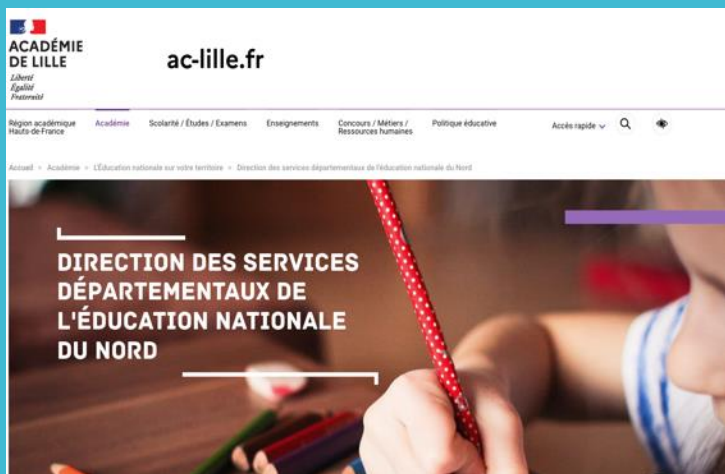 ACADÉMIE
DE LILLE
Liberté
Égalité
Fraternité
ac-lille.fr
Région académique
Hauts-de-France
Académie
Scolarité / Études / Examens
Enseignements
Concours / Métiers /
Ressources humaines
Politique éducative
Accès rapide
Accueil > Académie > L'Éducation nationale sur votre territoire > Direction des services départementaux de l'éducation nationale du Nord
DIRECTION DES SERVICES
DÉPARTEMENTAUX DE
L'ÉDUCATION NATIONALE
DU NORD